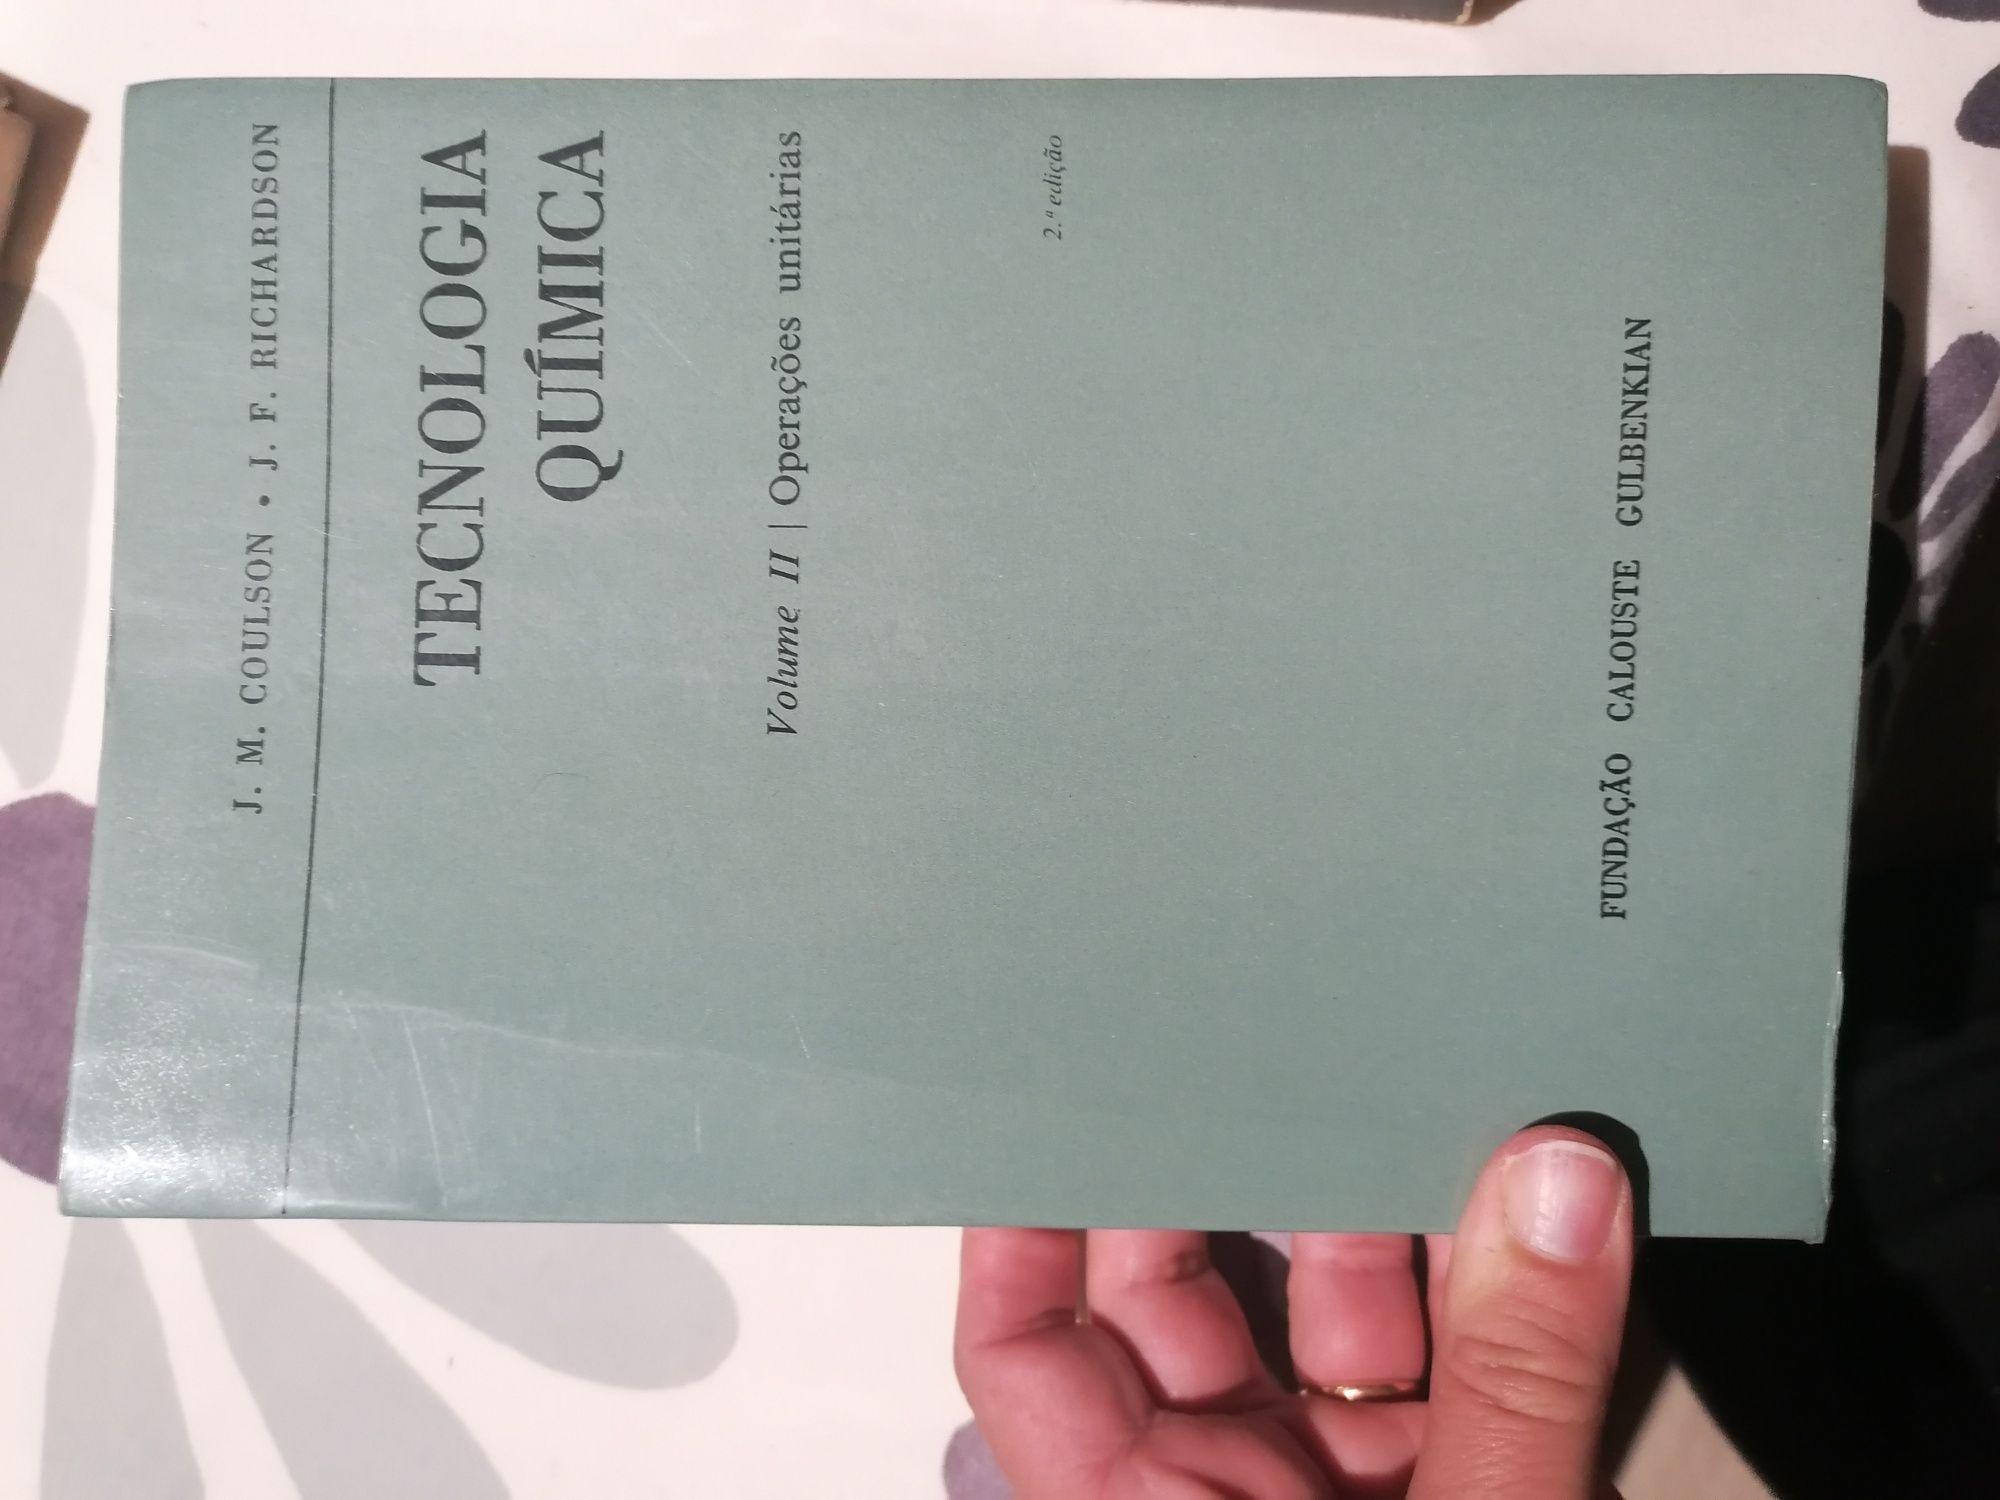 J. M. COULSON • J. F. RICHARDSON
TECNOLOGIA
QUÍMICA
Volume II | Operações unitárias
2.ª edição
FUNDAÇÃO CALOUSTE GULBENKIAN